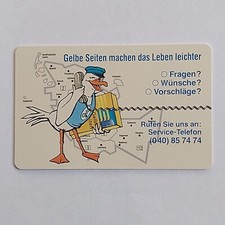 Gelbe Seiten machen das Leben leichter
Fragen?
Wünsche?
Vorschläge?
Rufen Sie uns an:
Service-Telefon
(040) 85 74 74